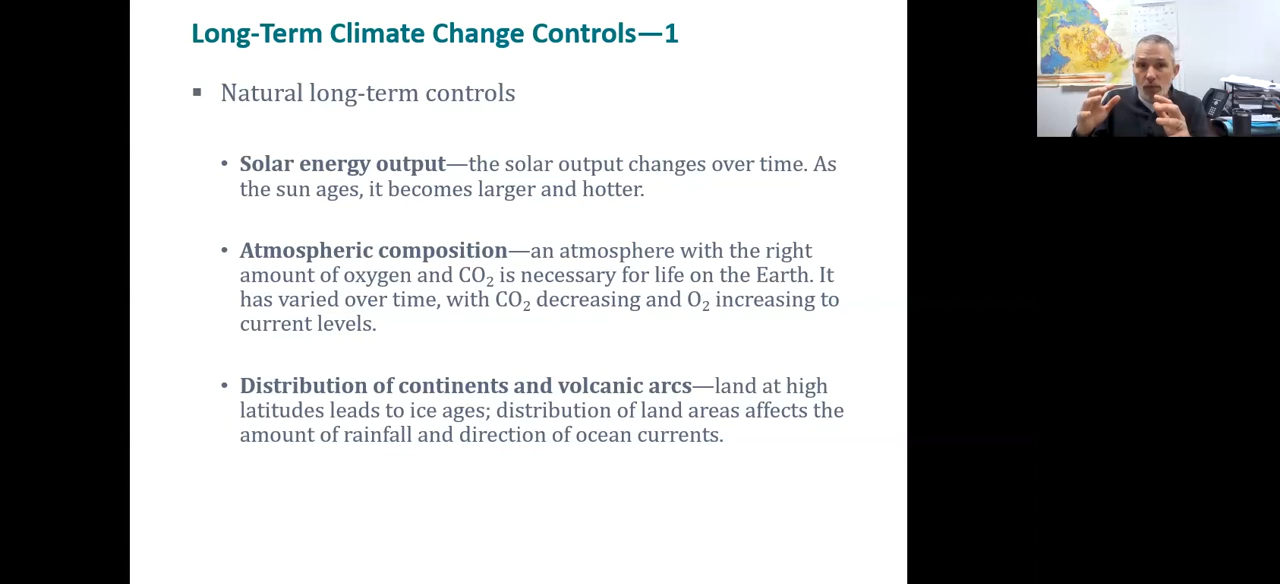 Long-Term Climate Change Controls—1
▪ Natural long-term controls
• Solar energy output—the solar output changes over time. As
the sun ages, it becomes larger and hotter.
• Atmospheric composition—an atmosphere with the right
amount of oxygen and CO₂ is necessary for life on the Earth. It
has varied over time, with CO₂ decreasing and O₂ increasing to
current levels.
• Distribution of continents and volcanic arcs—land at high
latitudes leads to ice ages; distribution of land areas affects the
amount of rainfall and direction of ocean currents.